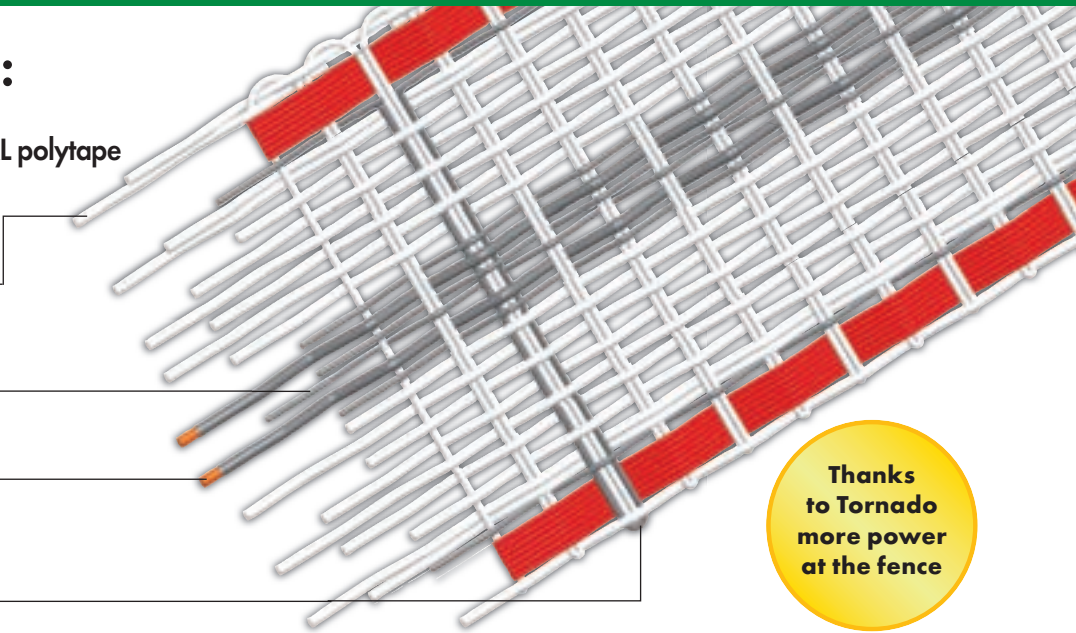 :
L polytape
Thanks
to Tornado
more power
at the fence